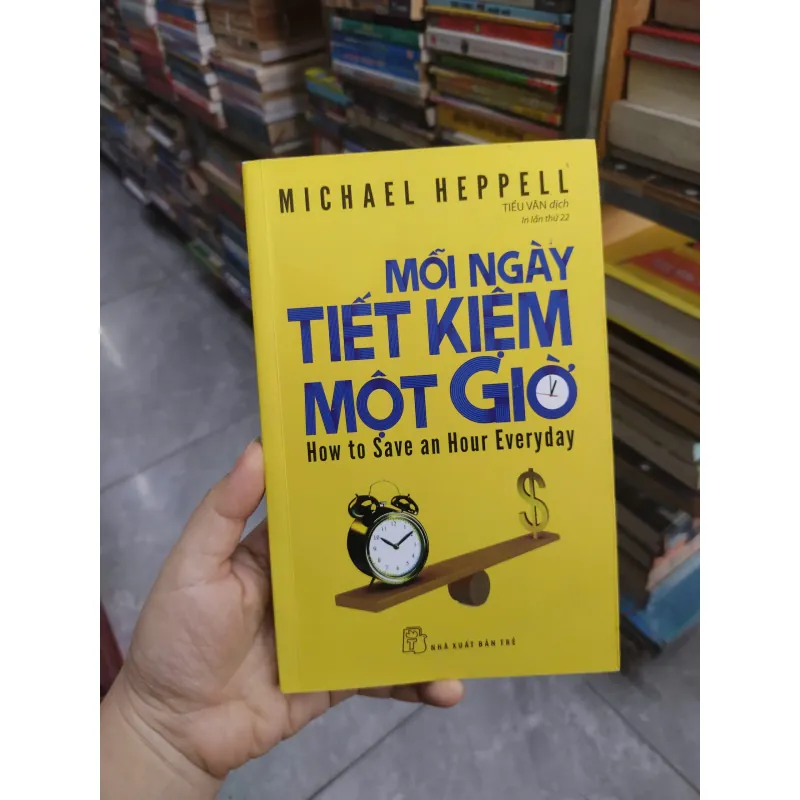 MICHAEL HEPPELL
TIỂU VÂN dịch
In lần thứ 22
MỖI NGÀY
TIẾT KIỆM
MỘT GIỜ
How to Save an Hour Everyday
$
NHÀ XUẤT BẢN TRẺ